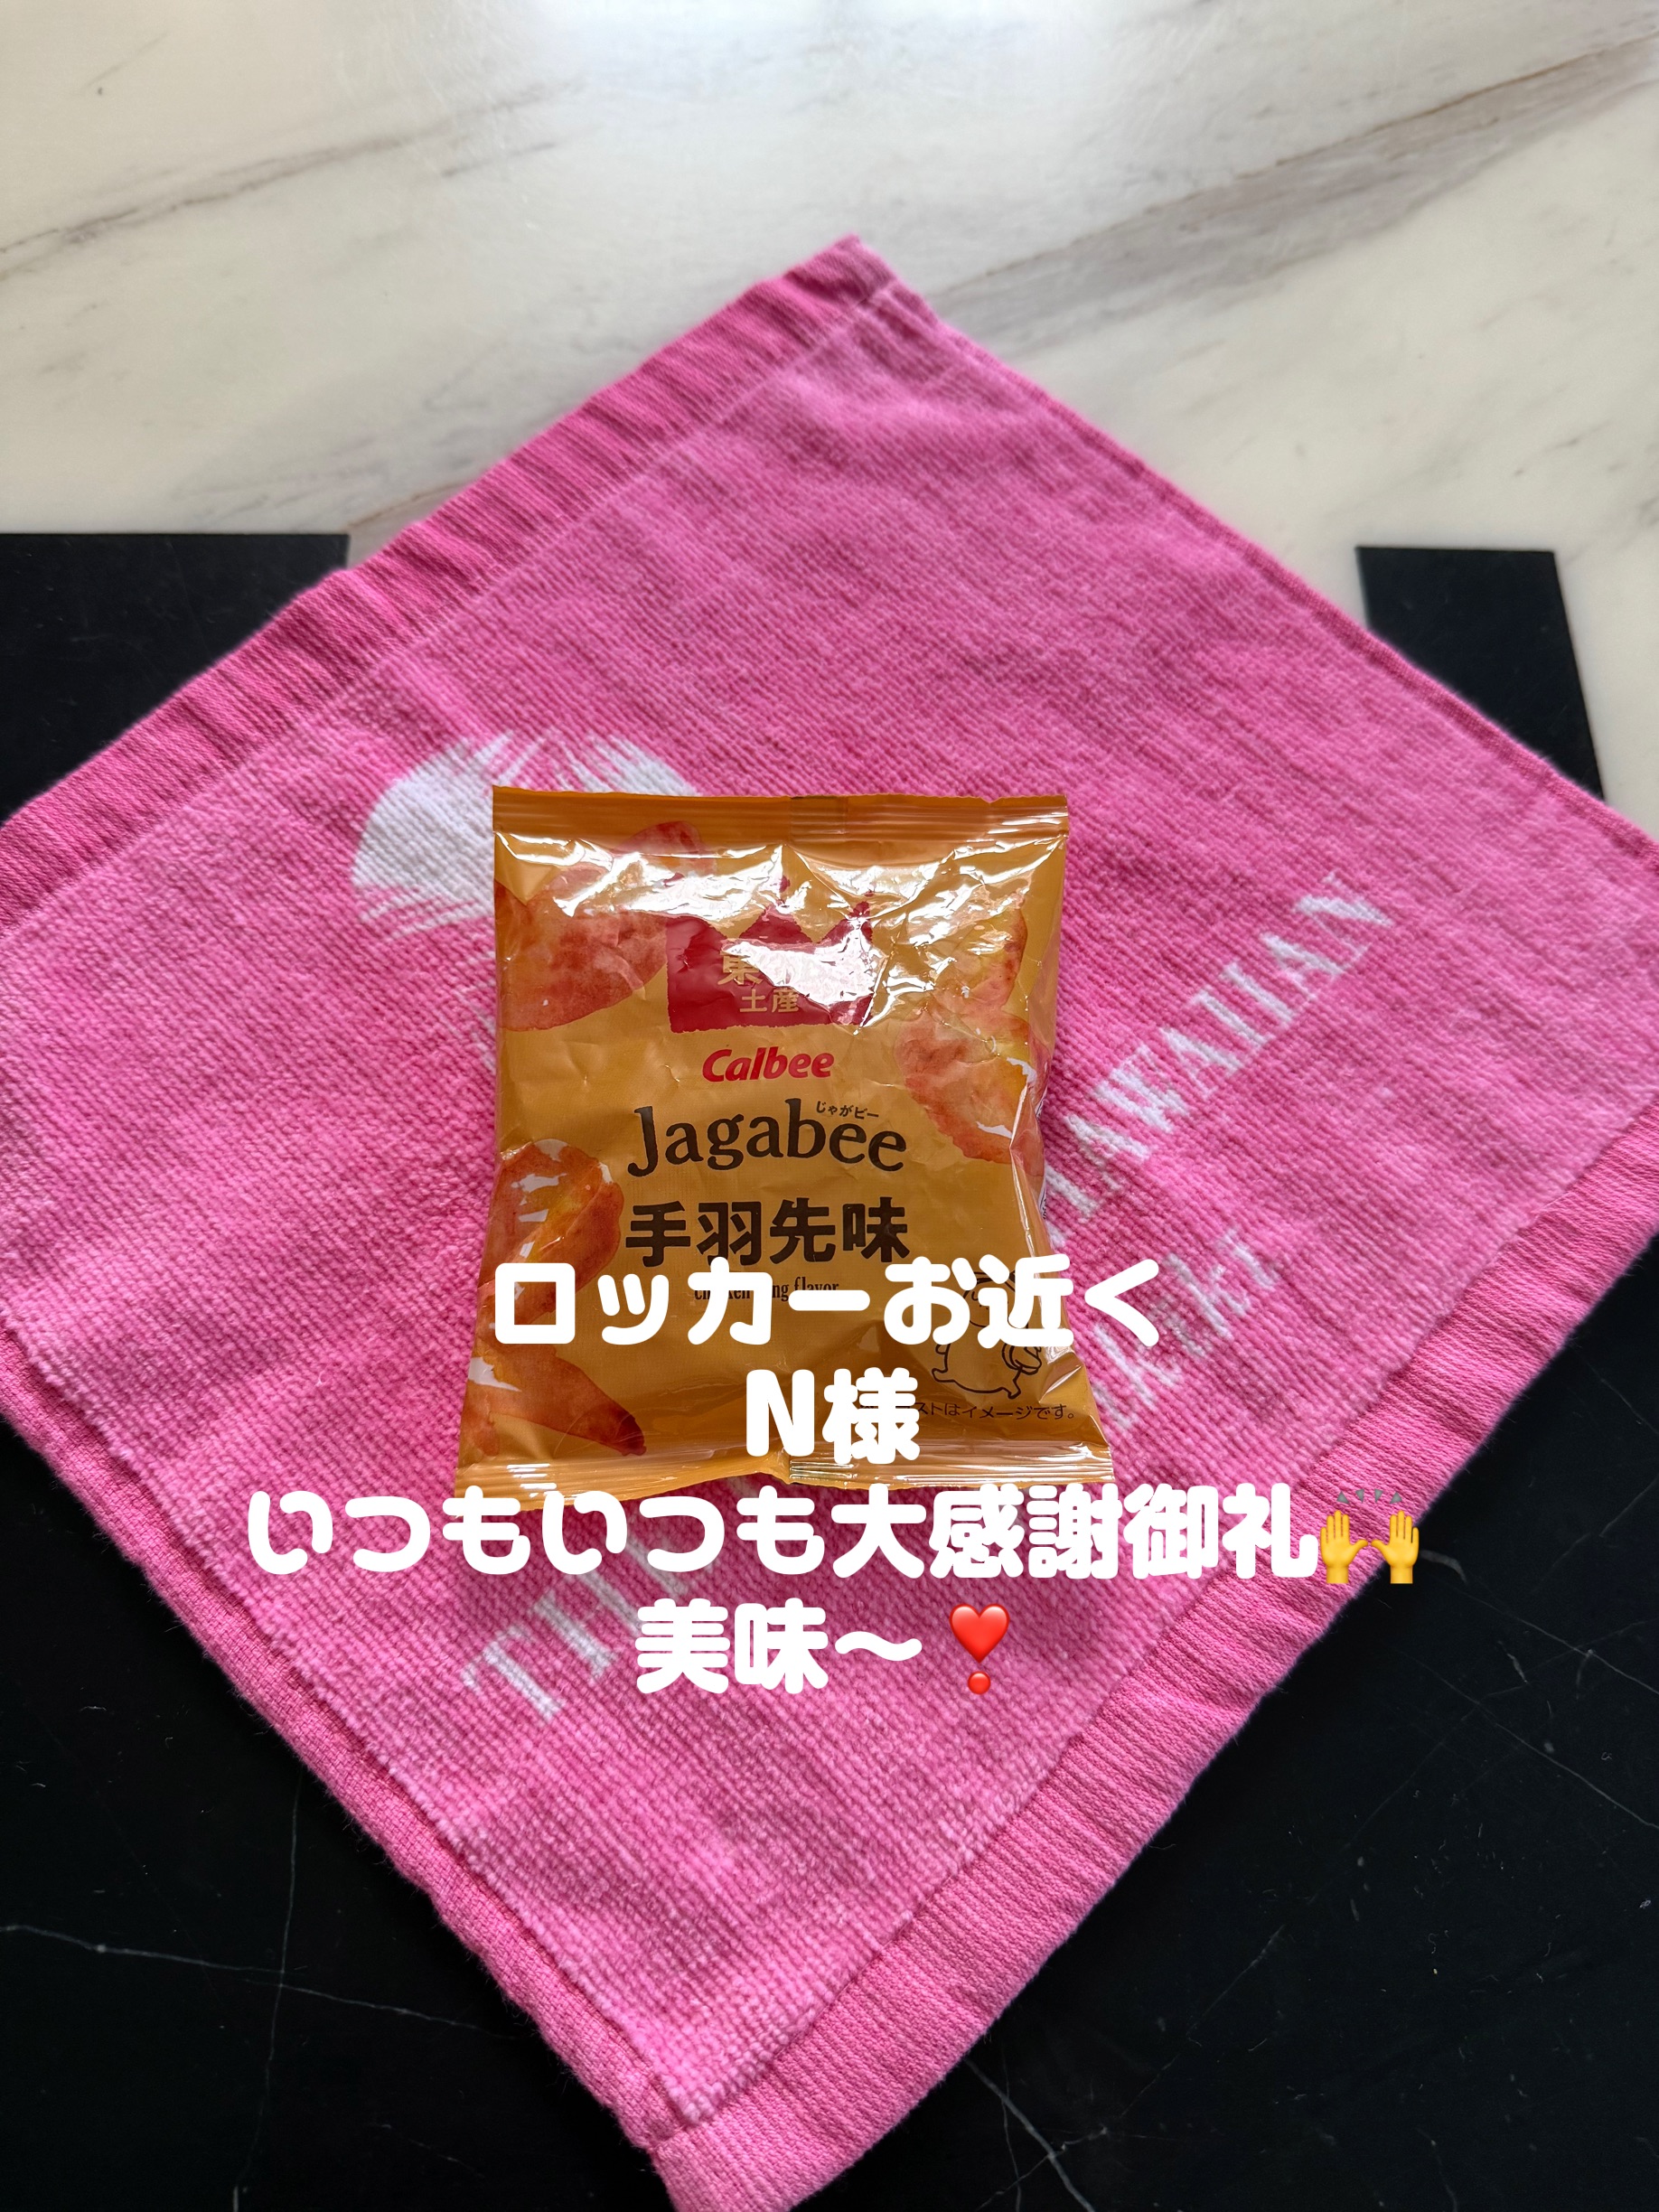 土産
Calbee
じゃがビー
Jagabee
手羽先味
flavor
ストはイメージです。
HAWAIIAN
ロッカーお近く
N様
いつもいつも大感謝御礼🙌
美味〜❣️